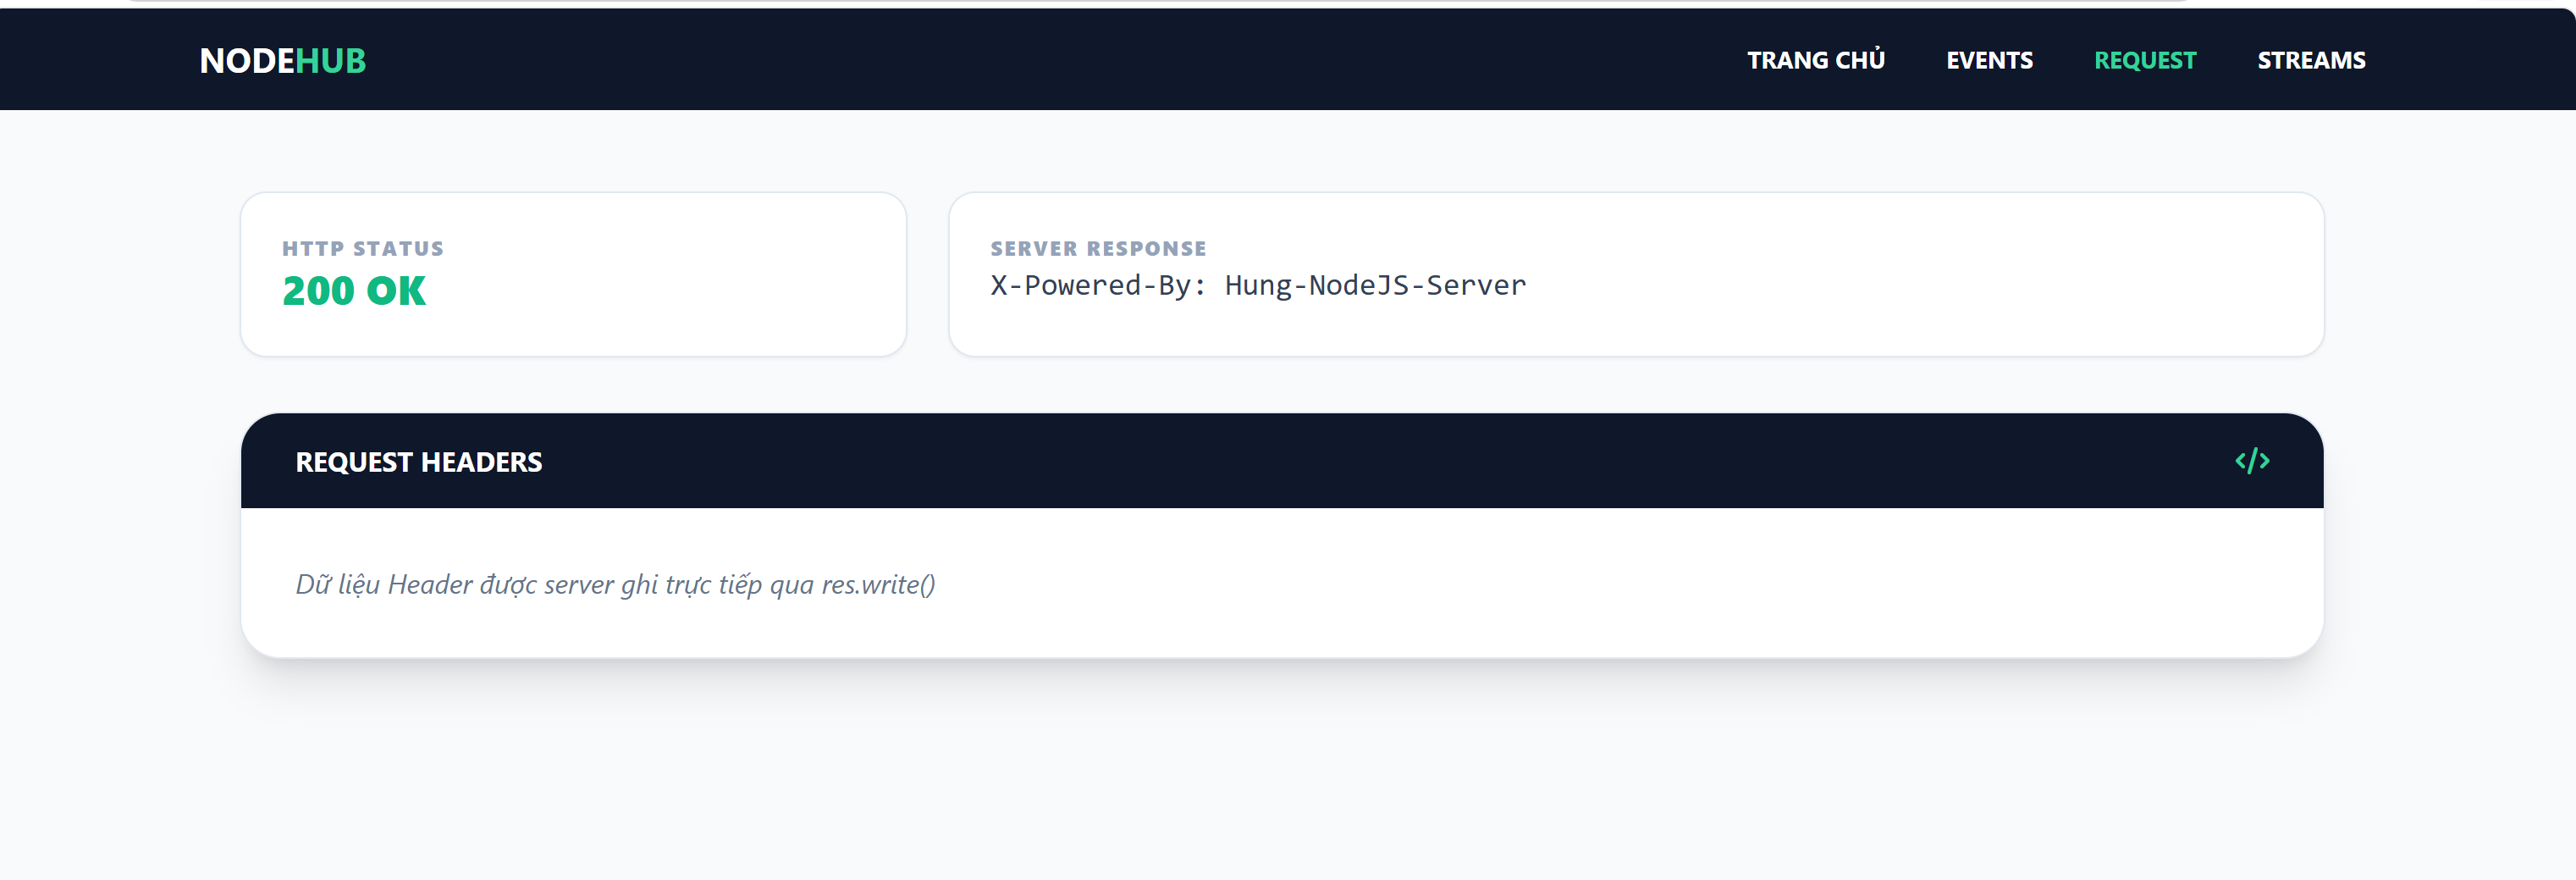 NODEHUB
TRANG CHỦ
EVENTS
REQUEST
STREAMS
HTTP STATUS
200 OK
SERVER RESPONSE
X-Powered-By: Hung-NodeJS-Server
REQUEST HEADERS
</>
Dữ liệu Header được server ghi trực tiếp qua res.write()